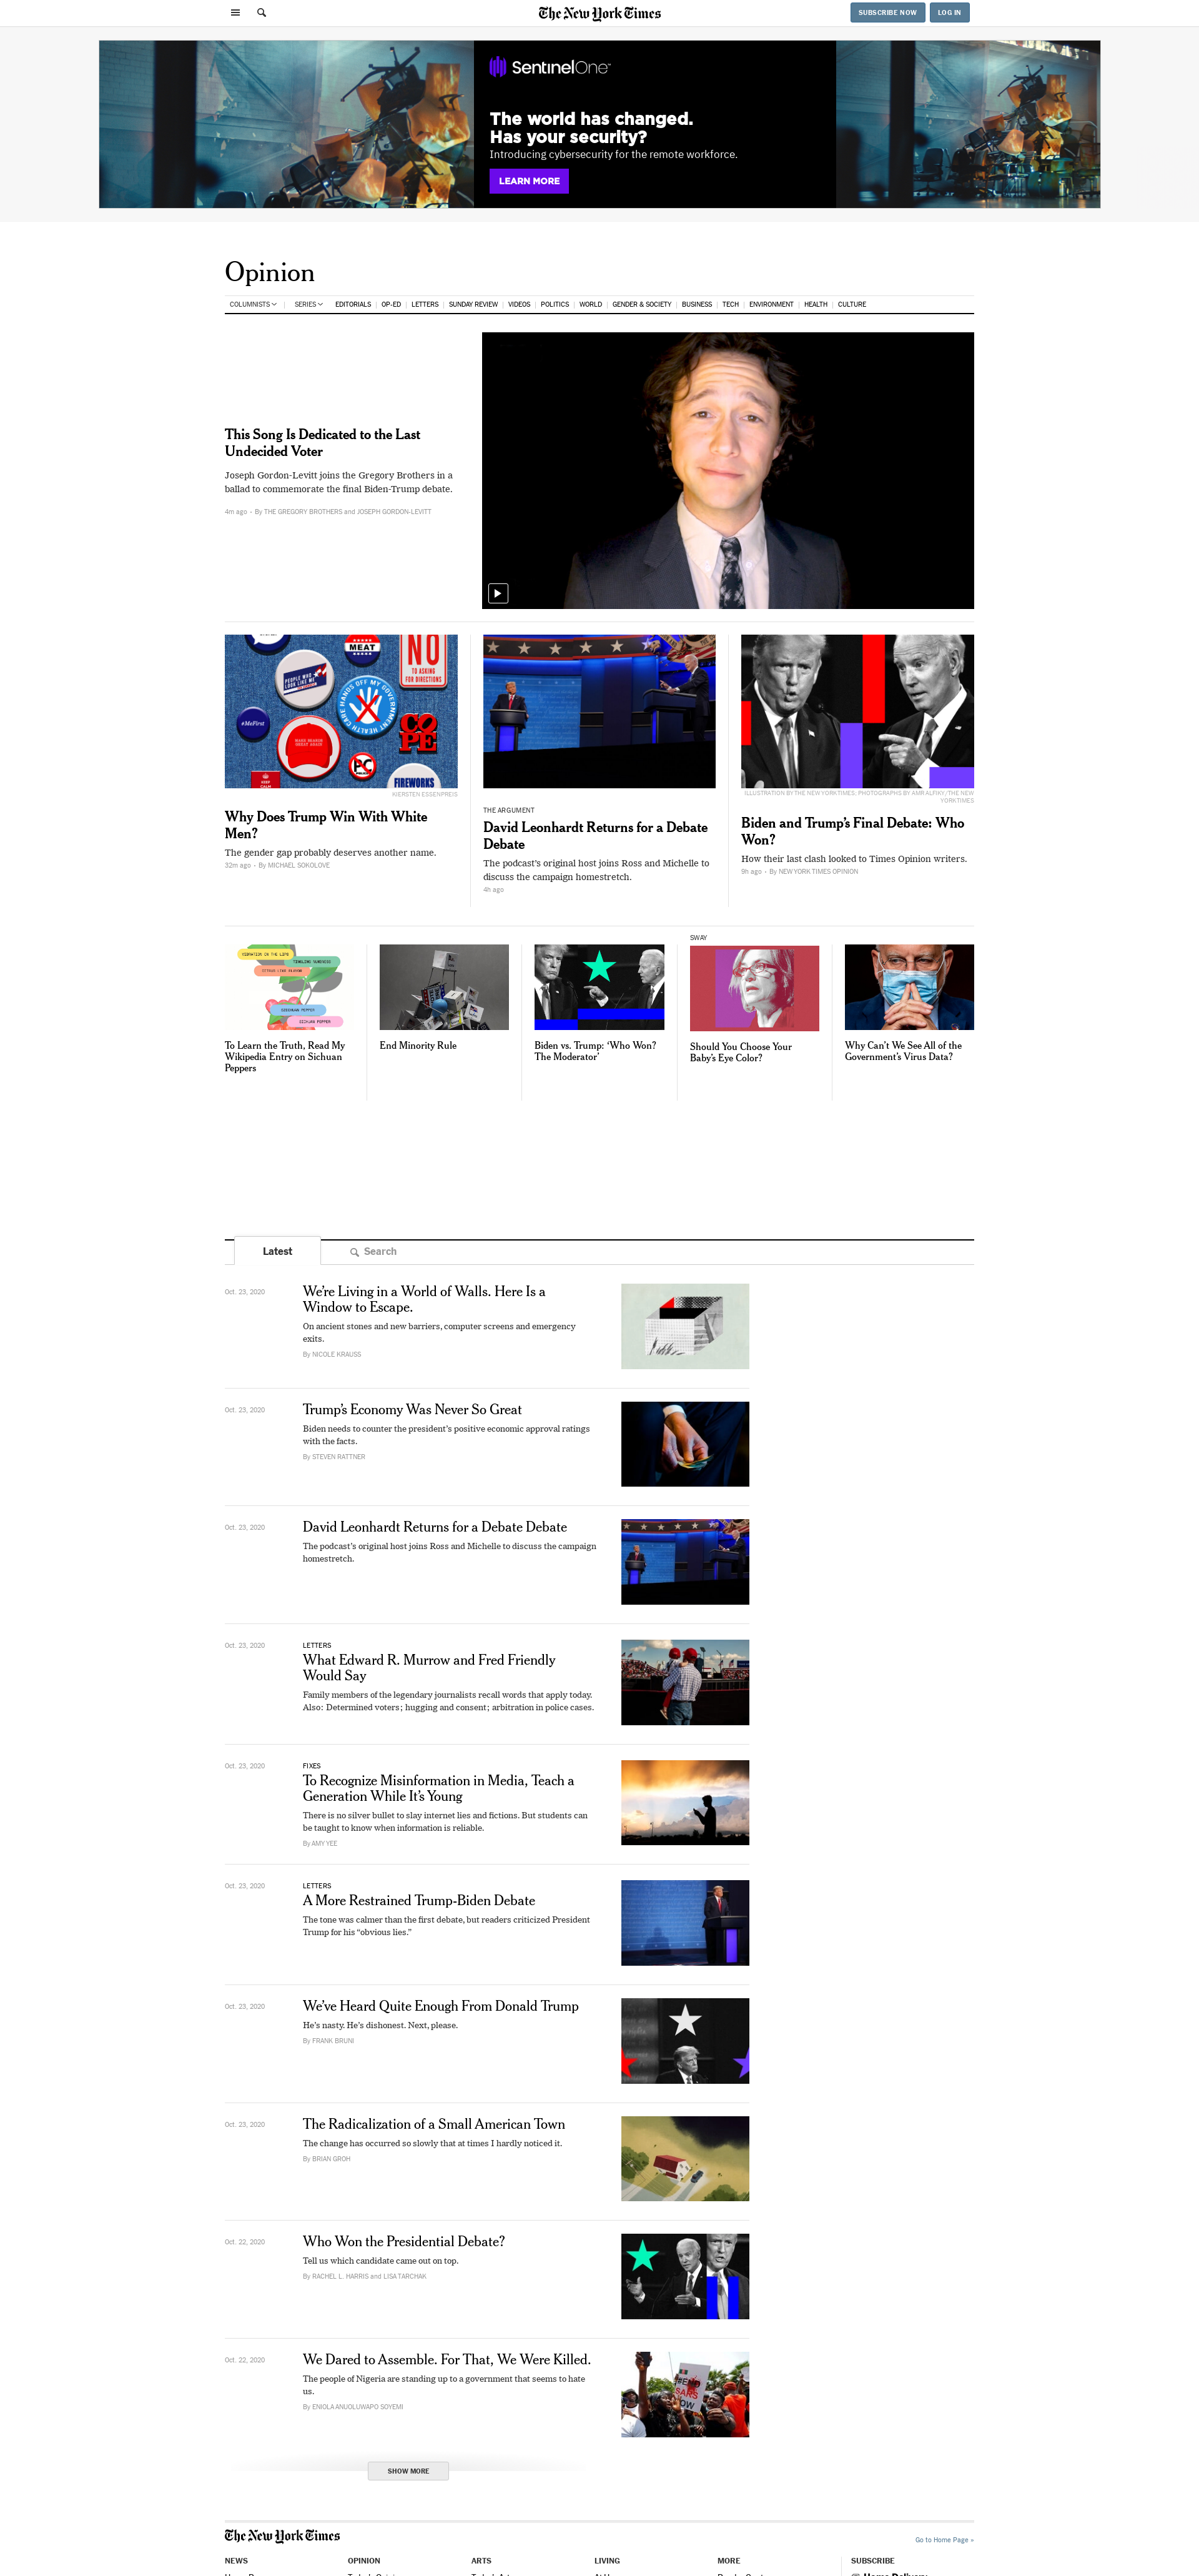 The New York Times
SUBSCRIBE NOW
LOG IN
SentinelOne
The world has changed.
Has your security?
Introducing cybersecurity for the remote workforce.
LEARN MORE
Opinion
COLUMNISTS SERIES EDITORIALS OP-ED LETTERS SUNDAY REVIEW VIDEOS POLITICS WORLD GENDER & SOCIETY BUSINESS TECH ENVIRONMENT HEALTH CULTURE
This Song Is Dedicated to the Last
Undecided Voter
Joseph Gordon-Levitt joins the Gregory Brothers in a
ballad to commemorate the final Biden-Trump debate.
4m ago • By THE GREGORY BROTHERS and JOSEPH GORDON-LEVITT
MEAT
NO
TO ASKING
FOR DIRECTIONS
PEOPLE WHO
LOOK LIKE ME
HANDS OFF MY
GOVERNMENT HEALTH CARE
#MeFirst
COPE
PC
KEEP
CALM
FIREWORKS
KIERSTEN ESSENPREIS
Why Does Trump Win With White
Men?
The gender gap probably deserves another name.
32m ago • By MICHAEL SOKOLOVE
THE ARGUMENT
David Leonhardt Returns for a Debate
Debate
The podcast’s original host joins Ross and Michelle to
discuss the campaign homestretch.
4h ago
ILLUSTRATION BY THE NEW YORK TIMES; PHOTOGRAPHS BY AMR ALFIKY/THE NEW
YORK TIMES
Biden and Trump’s Final Debate: Who
Won?
How their last clash looked to Times Opinion writers.
9h ago • By NEW YORK TIMES OPINION
To Learn the Truth, Read My
Wikipedia Entry on Sichuan
Peppers
End Minority Rule
Biden vs. Trump: ‘Who Won?
The Moderator’
SWAY
Should You Choose Your
Baby’s Eye Color?
Why Can’t We See All of the
Government’s Virus Data?
Latest
Search
Oct. 23, 2020
We’re Living in a World of Walls. Here Is a
Window to Escape.
On ancient stones and new barriers, computer screens and emergency
exits.
By NICOLE KRAUSS
Oct. 23, 2020
Trump’s Economy Was Never So Great
Biden needs to counter the president’s positive economic approval ratings
with the facts.
By STEVEN RATTNER
Oct. 23, 2020
David Leonhardt Returns for a Debate Debate
The podcast’s original host joins Ross and Michelle to discuss the campaign
homestretch.
Oct. 23, 2020
LETTERS
What Edward R. Murrow and Fred Friendly
Would Say
Family members of the legendary journalists recall words that apply today.
Also: Determined voters; hugging and consent; arbitration in police cases.
Oct. 23, 2020
FIXES
To Recognize Misinformation in Media, Teach a
Generation While It’s Young
There is no silver bullet to slay internet lies and fictions. But students can
be taught to know when information is reliable.
By AMY YEE
Oct. 23, 2020
LETTERS
A More Restrained Trump-Biden Debate
The tone was calmer than the first debate, but readers criticized President
Trump for his “obvious lies.”
Oct. 23, 2020
We’ve Heard Quite Enough From Donald Trump
He’s nasty. He’s dishonest. Next, please.
By FRANK BRUNI
Oct. 23, 2020
The Radicalization of a Small American Town
The change has occurred so slowly that at times I hardly noticed it.
By BRIAN GROH
Oct. 22, 2020
Who Won the Presidential Debate?
Tell us which candidate came out on top.
By RACHEL L. HARRIS and LISA TARCHAK
Oct. 22, 2020
We Dared to Assemble. For That, We Were Killed.
The people of Nigeria are standing up to a government that seems to hate
us.
By ENIOLA ANUOLUWAPO SOYEMI
SARS
NOW
SHOW MORE
The New York Times
Go to Home Page »
NEWS OPINION ARTS LIVING MORE SUBSCRIBE